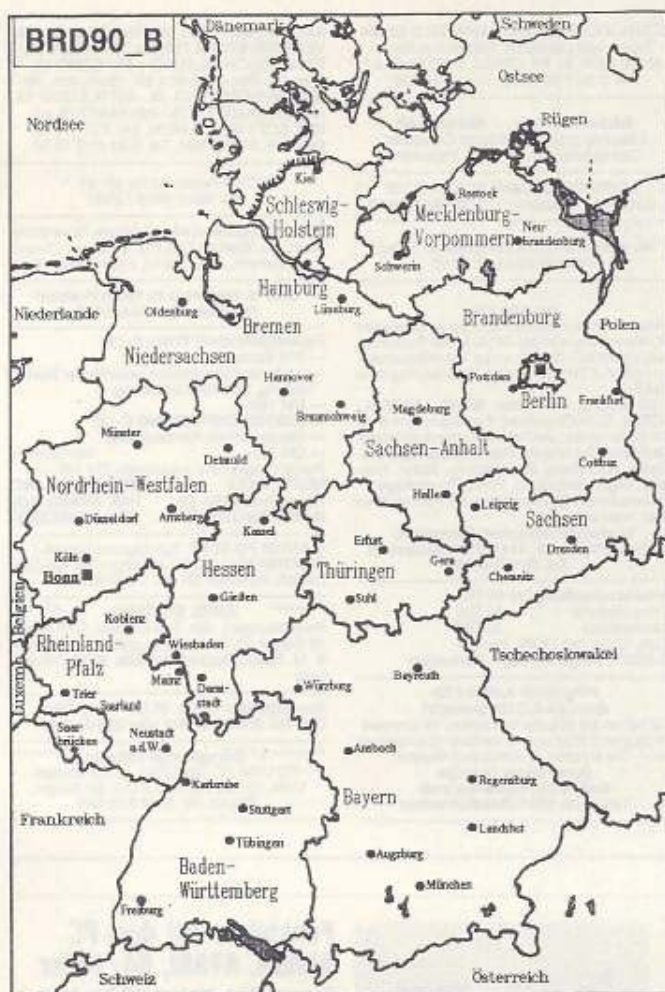 BRD90_B
Dänemark
Schweden
Ostsee
Nordsee
Rügen
Kiel
Rostock
Schleswig-
Holstein
Mecklenburg-
Vorpommern
Neu-
brandenburg
Schwerin
Hamburg
Niederlande
Oldenburg
Lüneburg
Bremen
Brandenburg
Polen
Niedersachsen
Hannover
Potsdam
Berlin
Frankfurt
Braunschweig
Magdeburg
Münster
Detmold
Sachsen-Anhalt
Cottbus
Nordrhein-Westfalen
Halle
Leipzig
Düsseldorf
Arnsberg
Kassel
Sachsen
Erfurt
Dresden
Köln
Bonn
Hessen
Thüringen
Gera
Chemnitz
Gießen
Suhl
Belgien
Koblenz
Rheinland-
Pfalz
Wiesbaden
Tschechoslowakei
Mainz
Darm-
stadt
Bayreuth
Luxemb.
Trier
Würzburg
Saarland
Saar-
brücken
Neustadt
a.d.W.
Ansbach
Karlsruhe
Regensburg
Bayern
Frankreich
Stuttgart
Landshut
Tübingen
Augsburg
Baden-
Württemberg
München
Freiburg
Schweiz
Österreich